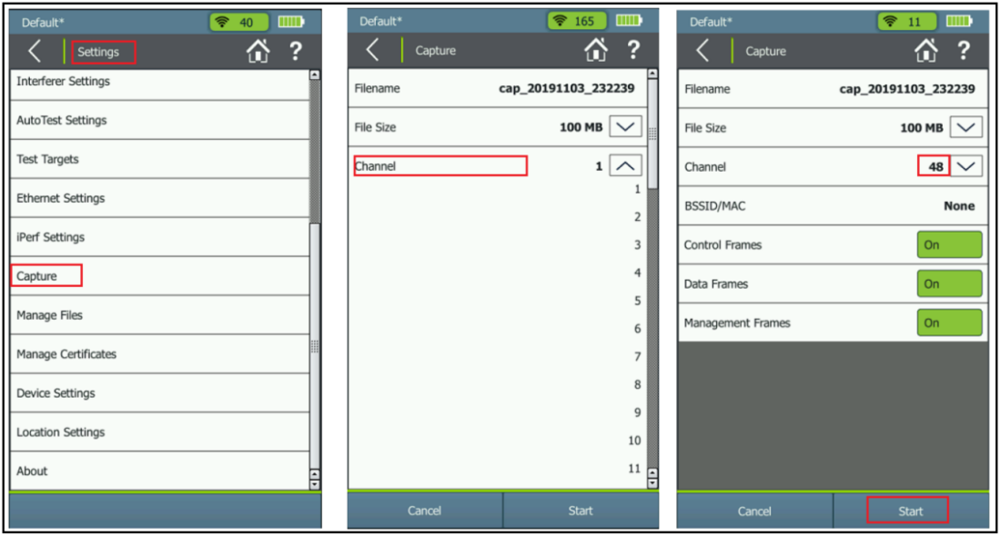 Default* 40
Settings ?
Interferer Settings
AutoTest Settings
Test Targets
Ethernet Settings
iPerf Settings
Capture
Manage Files
Manage Certificates
Device Settings
Location Settings
About
Default* 165
Capture ?
Filename cap_20191103_232239
File Size 100 MB
Channel 1
1
2
3
4
5
6
7
8
9
10
11
Cancel Start
Default* 11
Capture ?
Filename cap_20191103_232239
File Size 100 MB
Channel 48
BSSID/MAC None
Control Frames On
Data Frames On
Management Frames On
Cancel Start